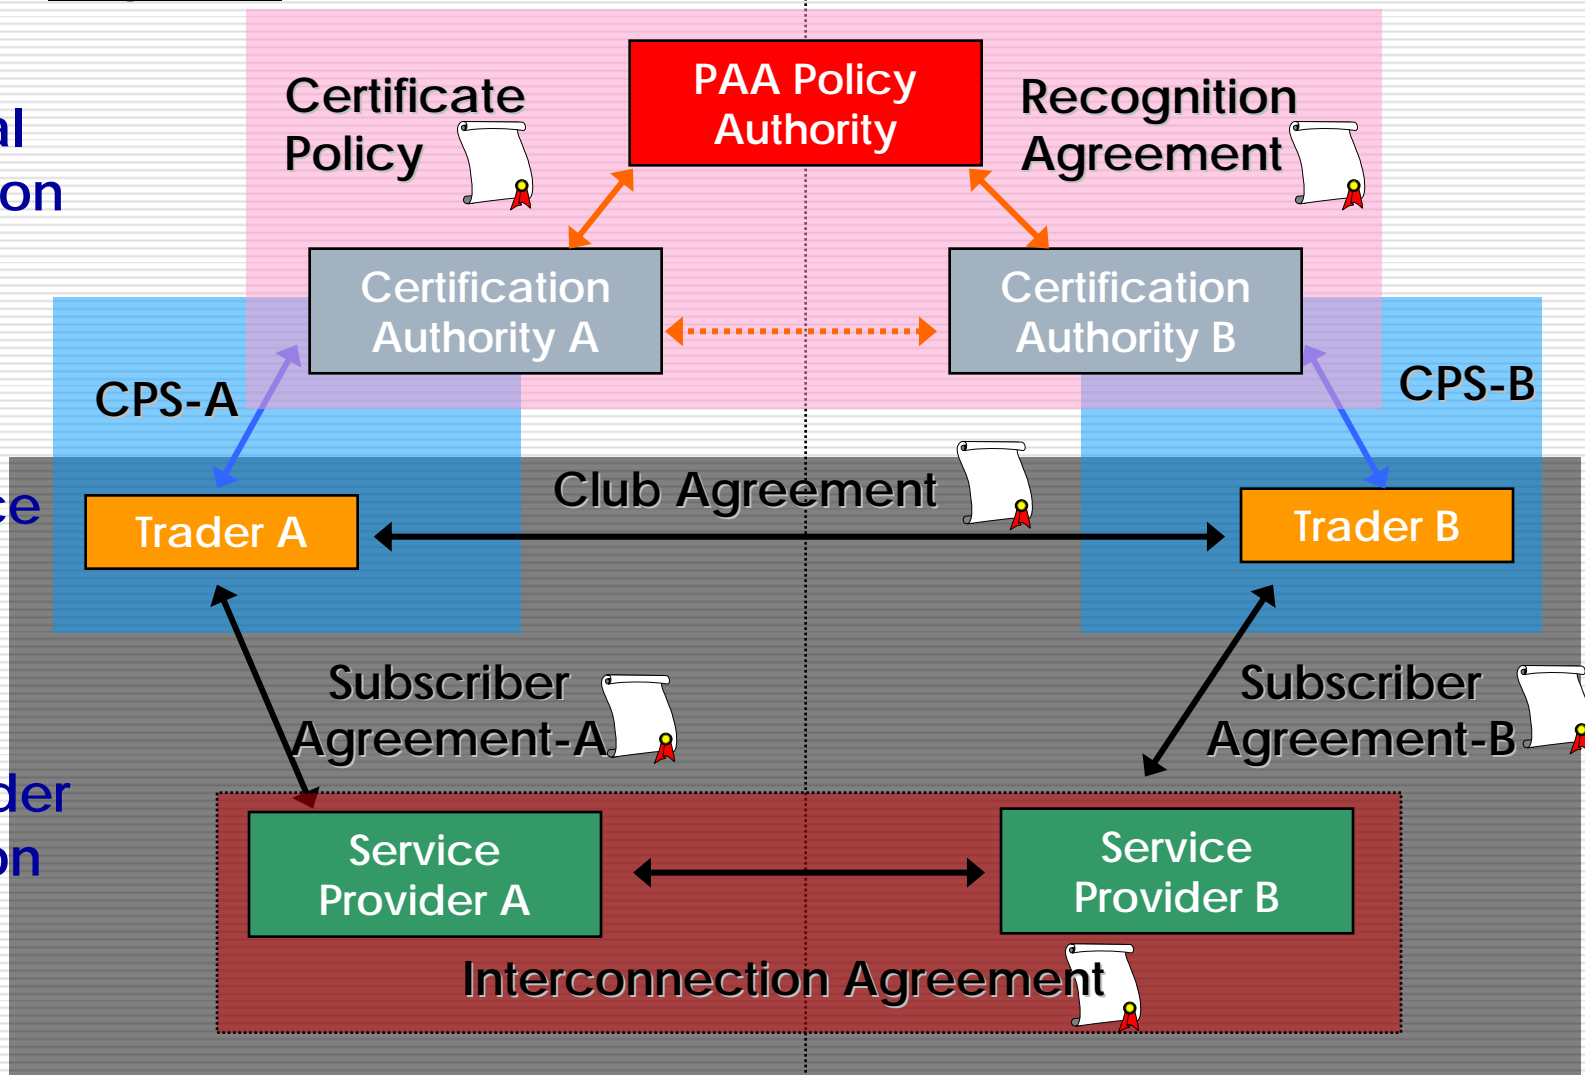 PAA Policy
Authority
Certificate
Policy
Recognition
Agreement
Certification
Authority A
Certification
Authority B
CPS-A
CPS-B
Club Agreement
Trader A
Trader B
Subscriber
Agreement-A
Subscriber
Agreement-B
Service
Provider A
Service
Provider B
Interconnection Agreement